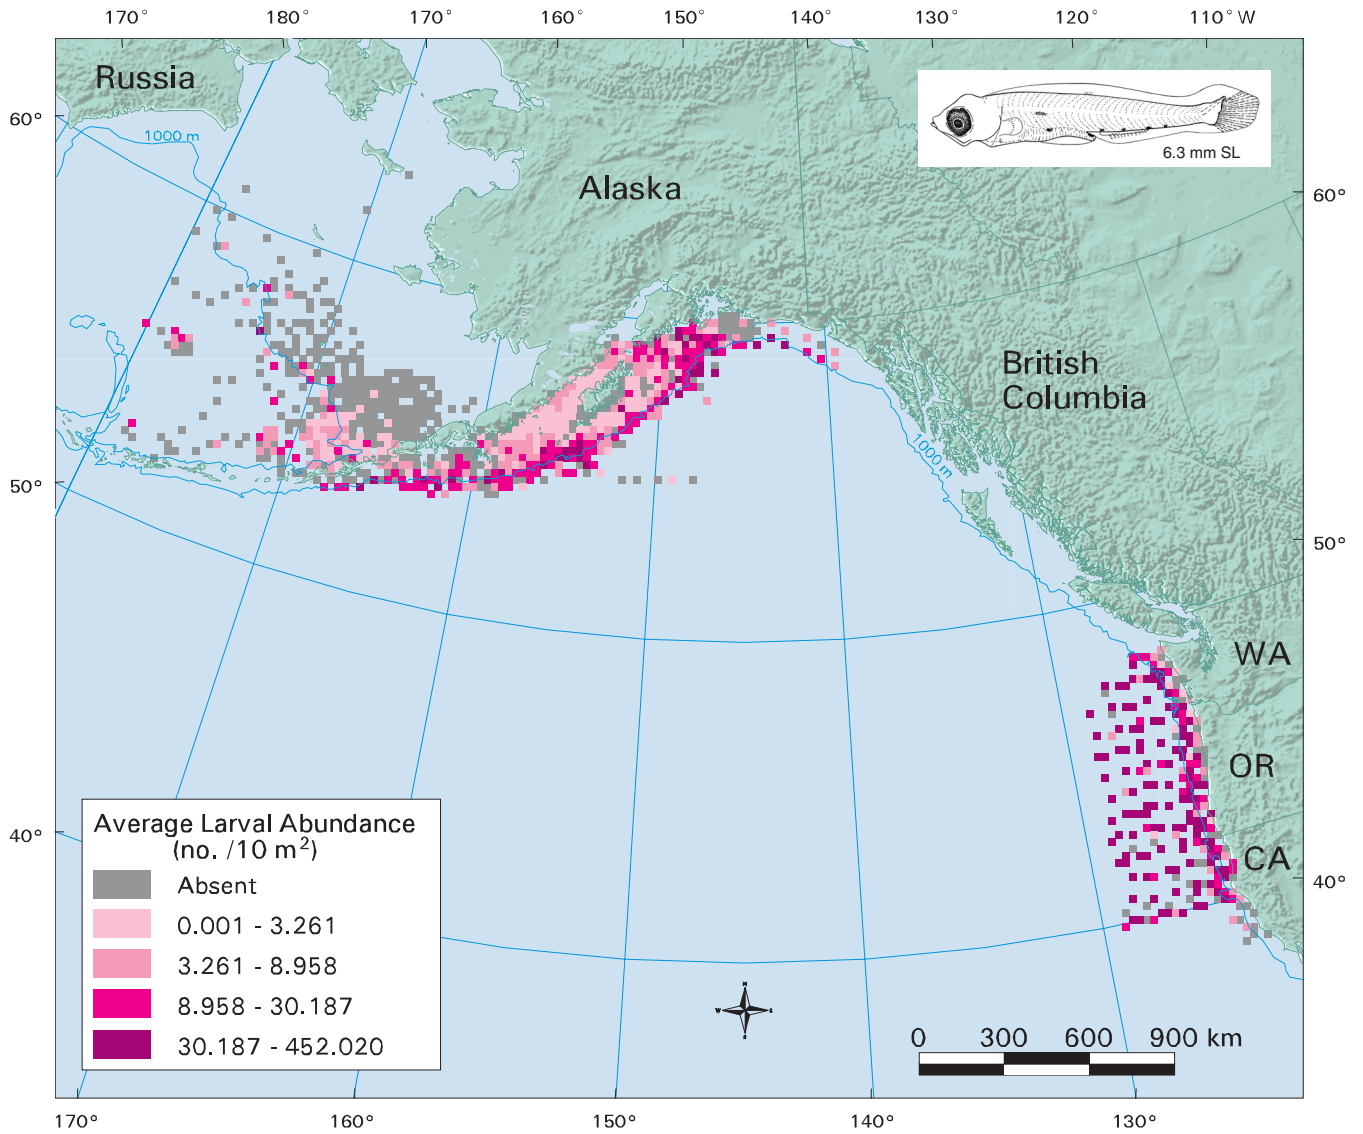 170° 180° 170° 160° 150° 140° 130° 120° 110° W
Russia
60°
1000 m
6.3 mm SL
Alaska
60°
British
Columbia
1000 m
50°
50°
WA
OR
CA
40°
40°
Average Larval Abundance
(no. /10 m²)
Absent
0.001 - 3.261
3.261 - 8.958
8.958 - 30.187
30.187 - 452.020
N
W
S
0 300 600 900 km
170° 160° 150° 140° 130°